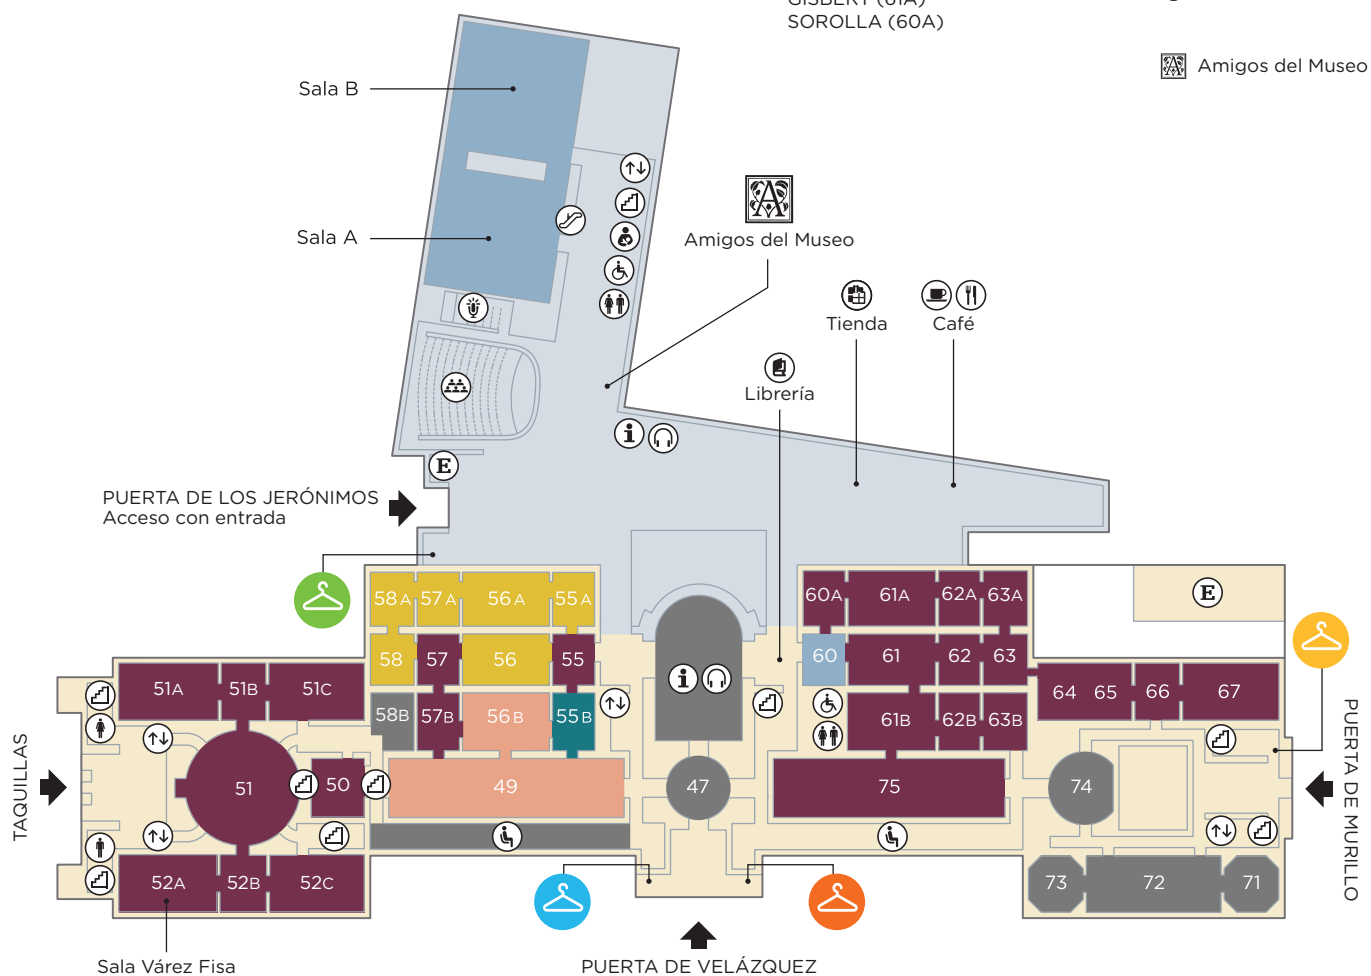 GISBERT (61A)
SOROLLA (60A)
Amigos del Museo
Sala B
Sala A
Amigos del Museo
Tienda
Café
Librería
E
PUERTA DE LOS JERÓNIMOS
Acceso con entrada
58A 57A 56A 55A
60A 61A 62A 63A
E
58 57 56 55
60 61 62 63
51A 51B 51C
64 65 66 67
58B 57B 56B 55B
61B 62B 63B
51 50 49 47 75 74
TAQUILLAS
PUERTA DE MURILLO
52A 52B 52C
73 72 71
Sala Várez Fisa
PUERTA DE VELÁZQUEZ